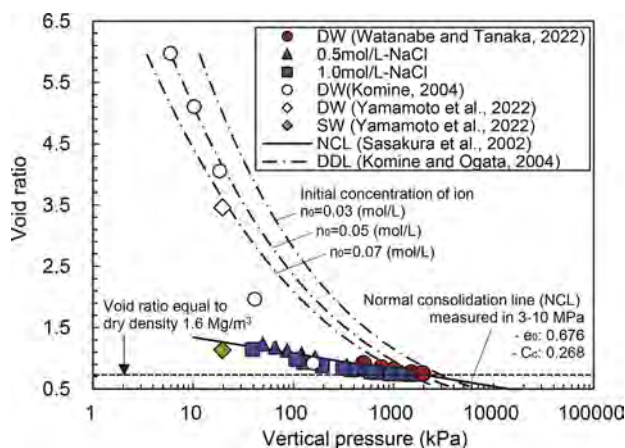 6.5
5.5
4.5
3.5
2.5
1.5
0.5
Void ratio
DW (Watanabe and Tanaka, 2022)
0.5mol/L-NaCl
1.0mol/L-NaCl
DW(Komine, 2004)
DW (Yamamoto et al., 2022)
SW (Yamamoto et al., 2022)
NCL (Sasakura et al., 2002)
DDL (Komine and Ogata, 2004)
Initial concentration of ion
n₀=0.03 (mol/L)
n₀=0.05 (mol/L)
n₀=0.07 (mol/L)
Void ratio equal to
dry density 1.6 Mg/m³
Normal consolidation line (NCL)
measured in 3-10 MPa
- e₀: 0.676
- Cc: 0.268
1 10 100 1000 10000 100000
Vertical pressure (kPa)